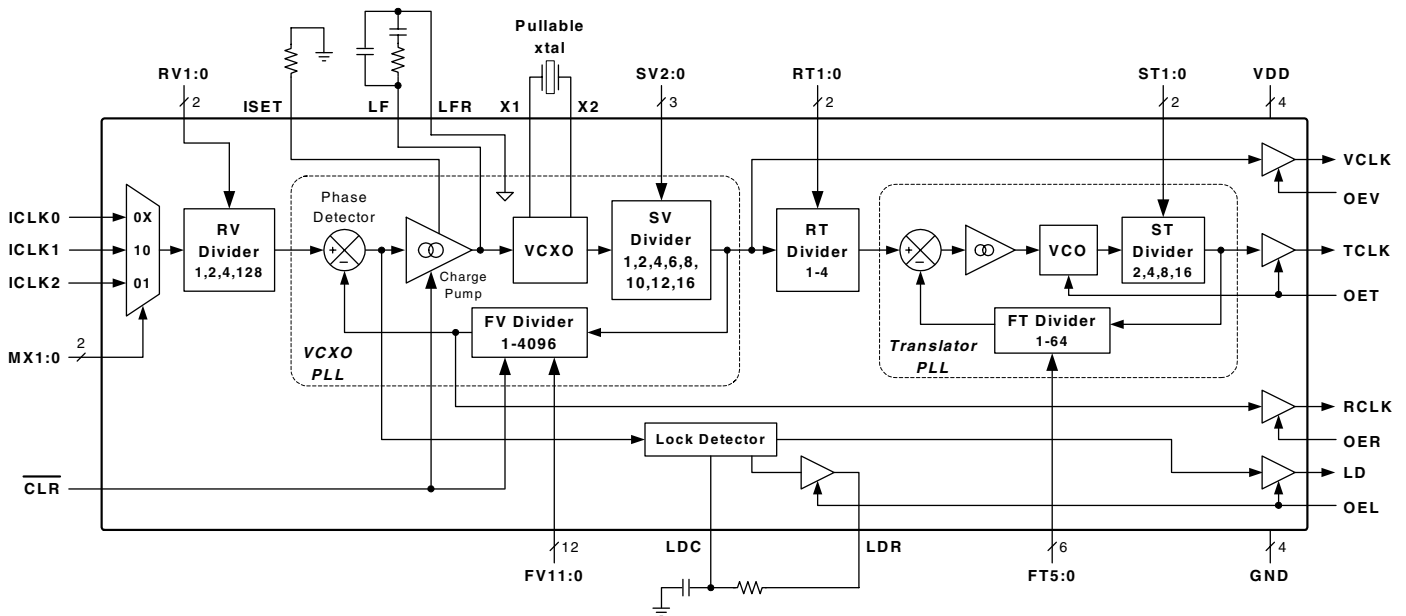 Pullable
xtal
RV1:0
2
ISET
LF
LFR
X1
X2
SV2:0
3
RT1:0
2
ST1:0
2
VDD
4
ICLK0
ICLK1
ICLK2
0X
10
01
MX1:0
2
RV
Divider
1,2,4,128
Phase
Detector
+
−
Charge
Pump
VCXO
SV
Divider
1,2,4,6,8,
10,12,16
FV Divider
1-4096
VCXO
PLL
RT
Divider
1-4
+
−
VCO
ST
Divider
2,4,8,16
FT Divider
1-64
Translator
PLL
VCLK
OEV
TCLK
OET
RCLK
OER
LD
OEL
Lock Detector
CLR
12
FV11:0
LDC
LDR
6
FT5:0
4
GND